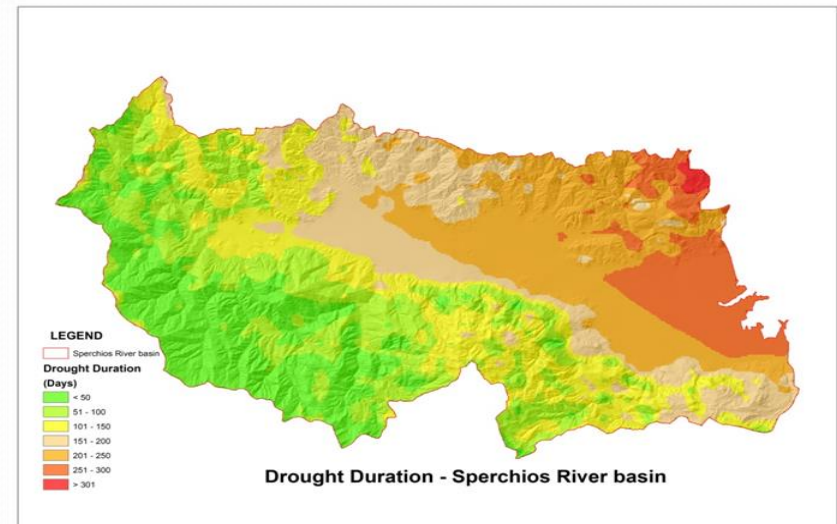 LEGEND
Sperchios River basin
Drought Duration
(Days)
< 50
51 - 100
101 - 150
151 - 200
201 - 250
251 - 300
> 301
Drought Duration - Sperchios River basin